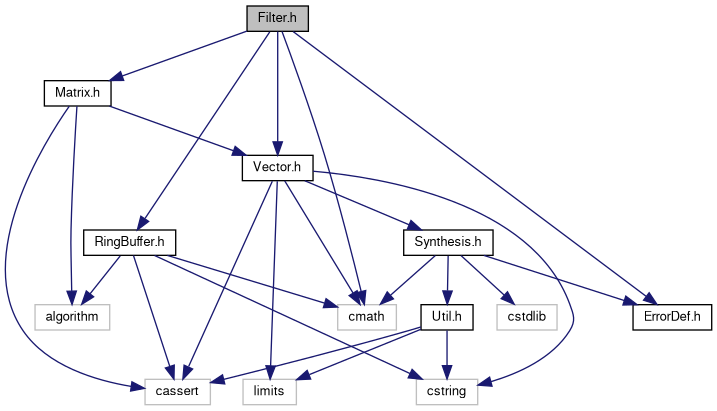 Filter.h
Matrix.h
Vector.h
RingBuffer.h
Synthesis.h
algorithm
cmath
Util.h
cstdlib
ErrorDef.h
cassert
limits
cstring